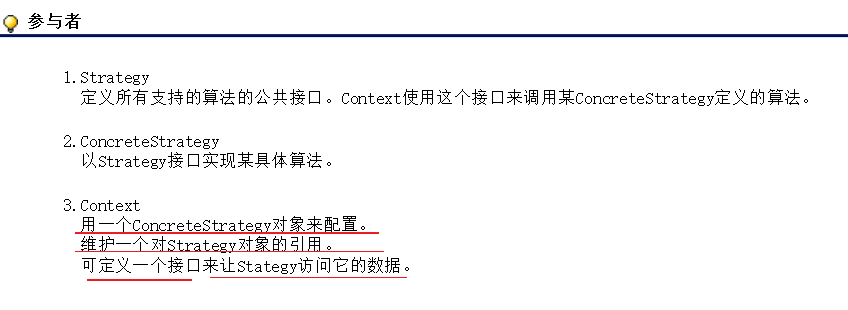 参与者
1.Strategy
定义所有支持的算法的公共接口。Context使用这个接口来调用某ConcreteStrategy定义的算法。
2.ConcreteStrategy
以Strategy接口实现某具体算法。
3.Context
用一个ConcreteStrategy对象来配置。
维护一个对Strategy对象的引用。
可定义一个接口来让Stategy访问它的数据。